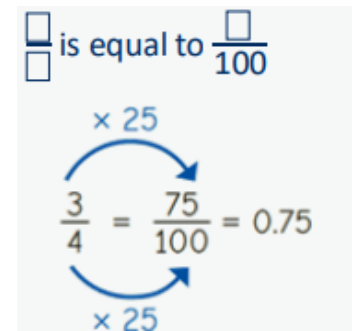 □/□ is equal to □/100
× 25
3/4 = 75/100 = 0.75
× 25